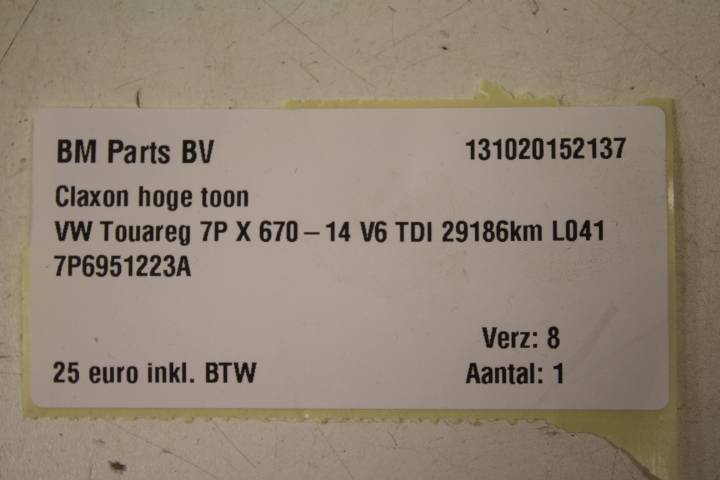 BM Parts BV 131020152137
Claxon hoge toon
VW Touareg 7P X 670-14 V6 TDI 29186km L041
7P6951223A
Verz: 8
25 euro inkl. BTW Aantal: 1